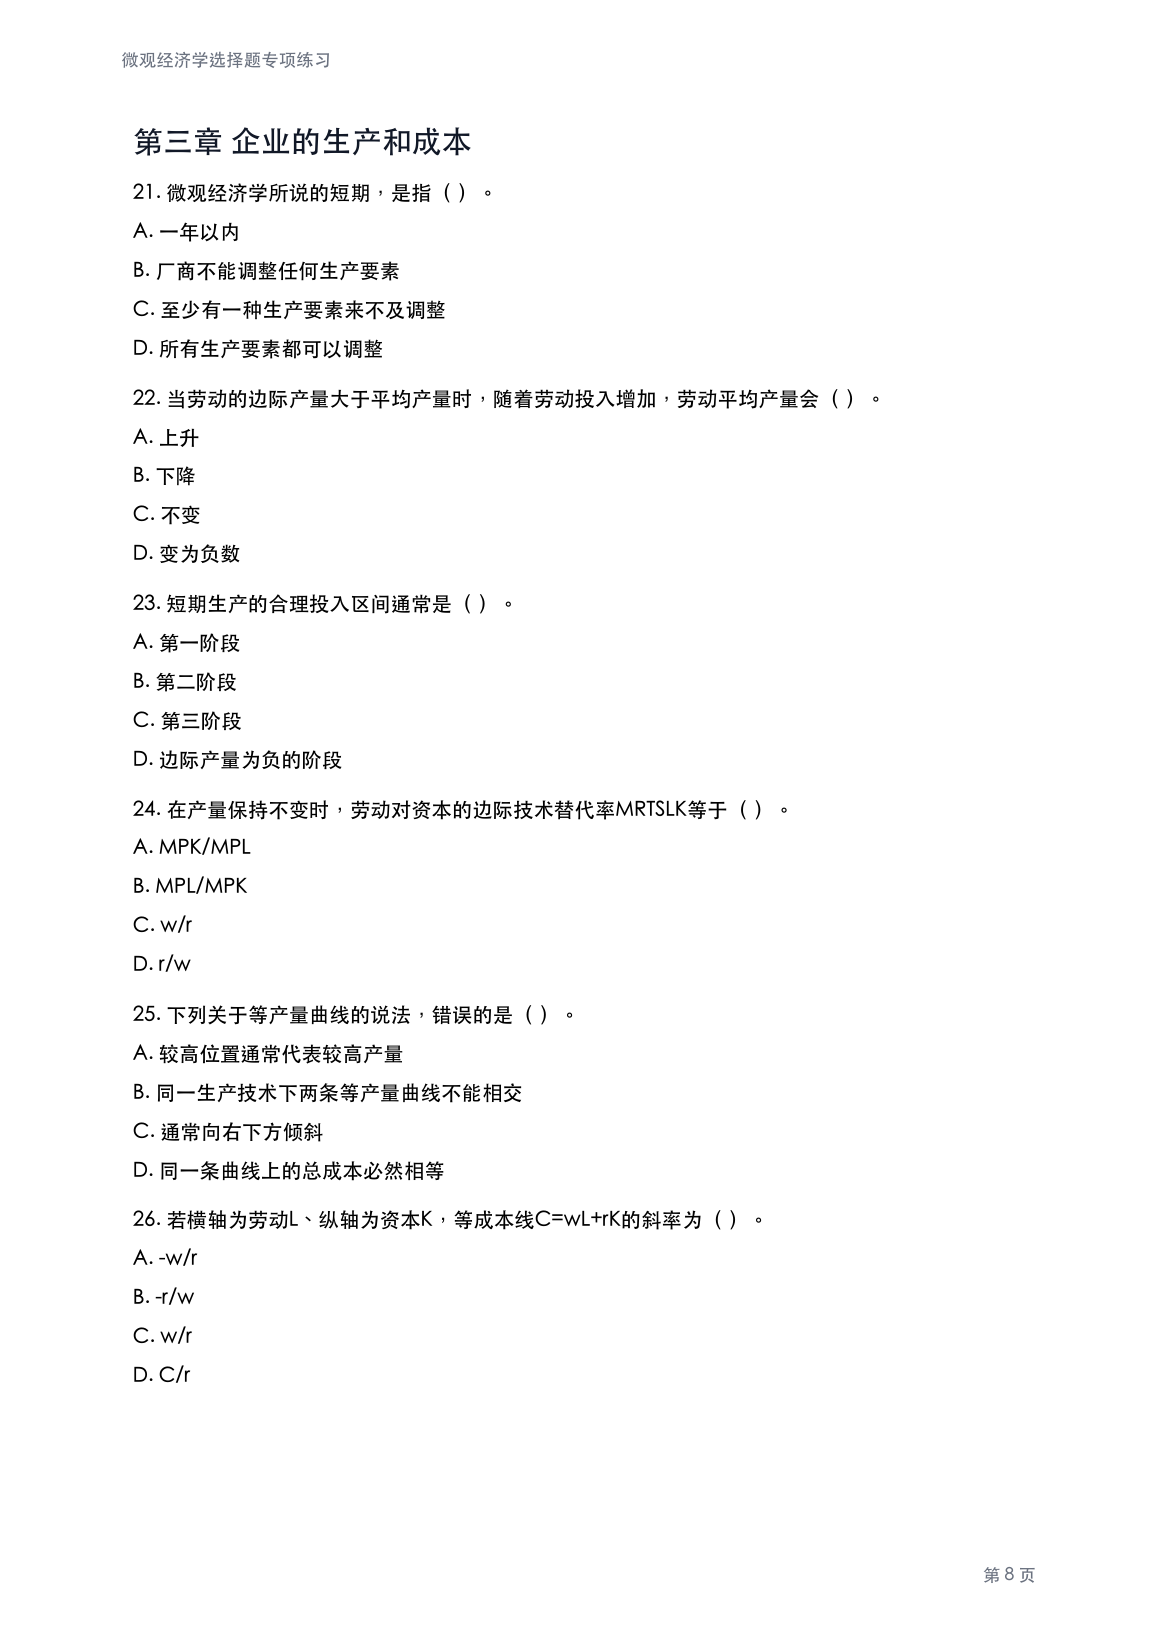 微观经济学选择题专项练习
第三章 企业的生产和成本
21. 微观经济学所说的短期，是指（ ）。
A. 一年以内
B. 厂商不能调整任何生产要素
C. 至少有一种生产要素来不及调整
D. 所有生产要素都可以调整
22. 当劳动的边际产量大于平均产量时，随着劳动投入增加，劳动平均产量会（ ）。
A. 上升
B. 下降
C. 不变
D. 变为负数
23. 短期生产的合理投入区间通常是（ ）。
A. 第一阶段
B. 第二阶段
C. 第三阶段
D. 边际产量为负的阶段
24. 在产量保持不变时，劳动对资本的边际技术替代率MRTSLK等于（ ）。
A. MPK/MPL
B. MPL/MPK
C. w/r
D. r/w
25. 下列关于等产量曲线的说法，错误的是（ ）。
A. 较高位置通常代表较高产量
B. 同一生产技术下两条等产量曲线不能相交
C. 通常向右下方倾斜
D. 同一条曲线上的总成本必然相等
26. 若横轴为劳动L、纵轴为资本K，等成本线C=wL+rK的斜率为（ ）。
A. -w/r
B. -r/w
C. w/r
D. C/r
第 8 页